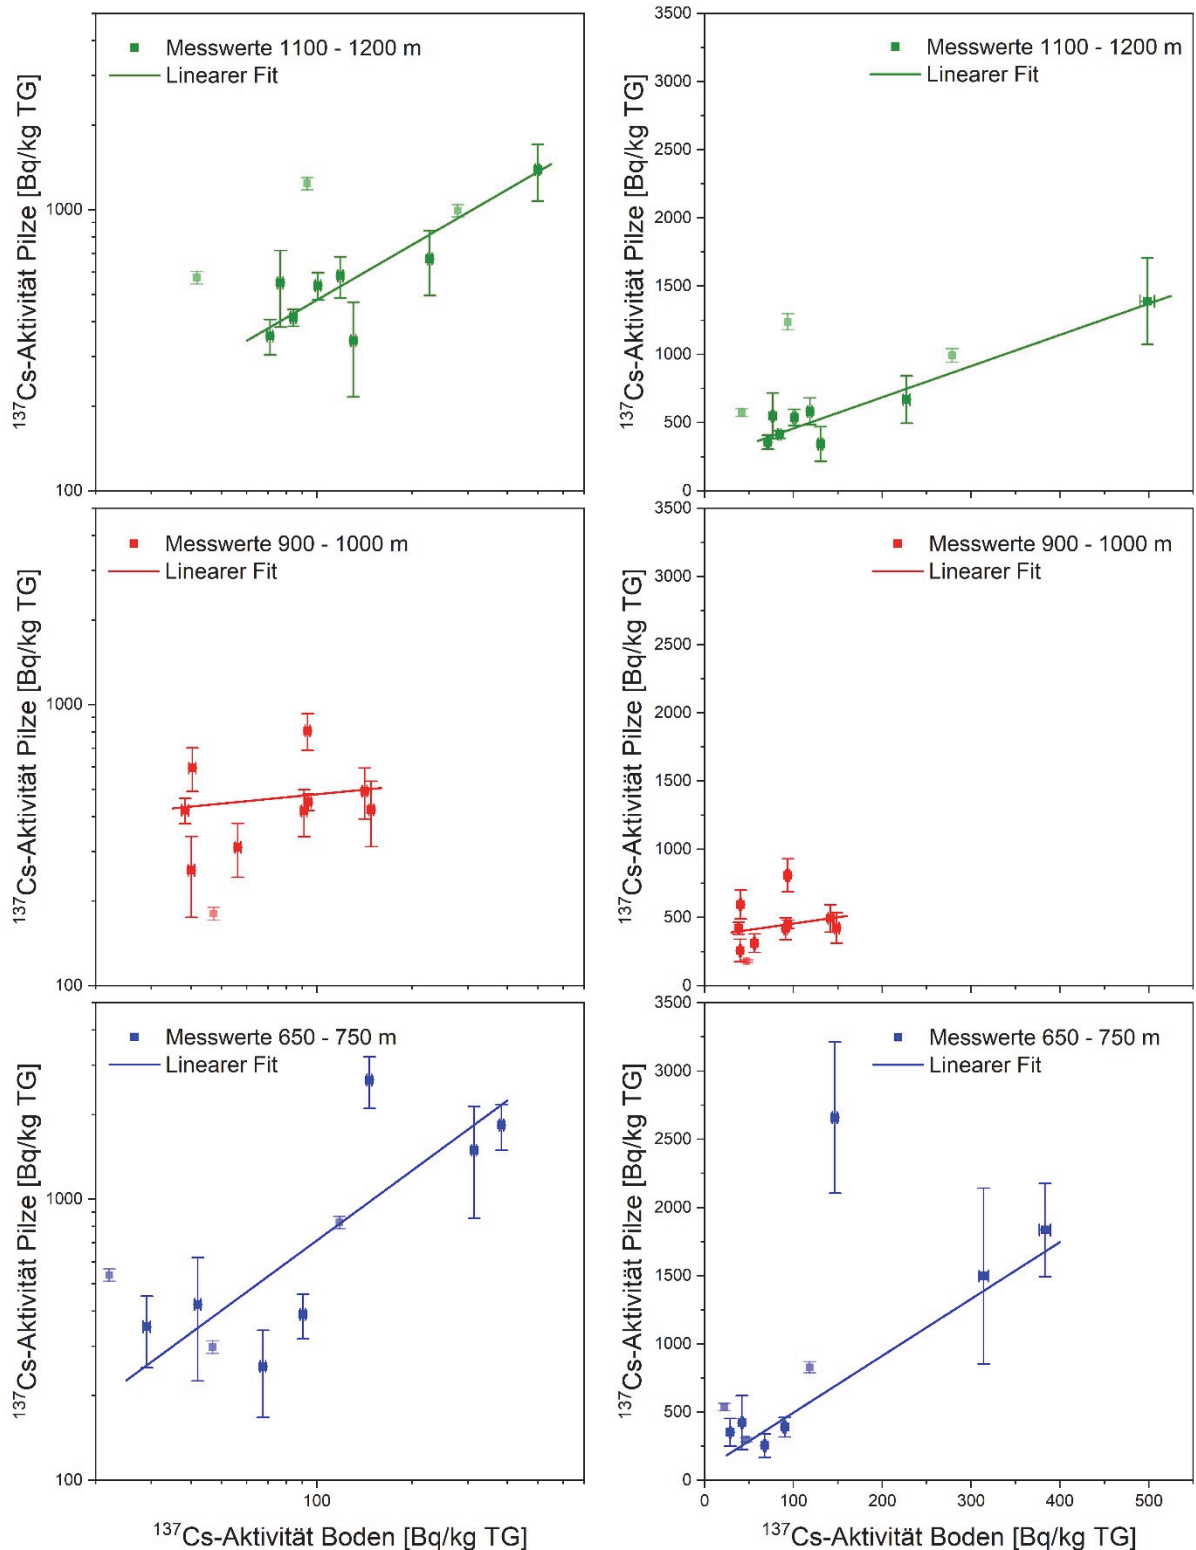 Messwerte 1100 - 1200 m
Linearer Fit
1000
100
¹³⁷Cs-Aktivität Pilze [Bq/kg TG]
Messwerte 1100 - 1200 m
Linearer Fit
3500
3000
2500
2000
1500
1000
500
0
¹³⁷Cs-Aktivität Pilze [Bq/kg TG]
Messwerte 900 - 1000 m
Linearer Fit
1000
100
¹³⁷Cs-Aktivität Pilze [Bq/kg TG]
Messwerte 900 - 1000 m
Linearer Fit
3500
3000
2500
2000
1500
1000
500
0
¹³⁷Cs-Aktivität Pilze [Bq/kg TG]
Messwerte 650 - 750 m
Linearer Fit
1000
100
¹³⁷Cs-Aktivität Pilze [Bq/kg TG]
100
¹³⁷Cs-Aktivität Boden [Bq/kg TG]
Messwerte 650 - 750 m
Linearer Fit
3500
3000
2500
2000
1500
1000
500
0
¹³⁷Cs-Aktivität Pilze [Bq/kg TG]
0 100 200 300 400 500
¹³⁷Cs-Aktivität Boden [Bq/kg TG]